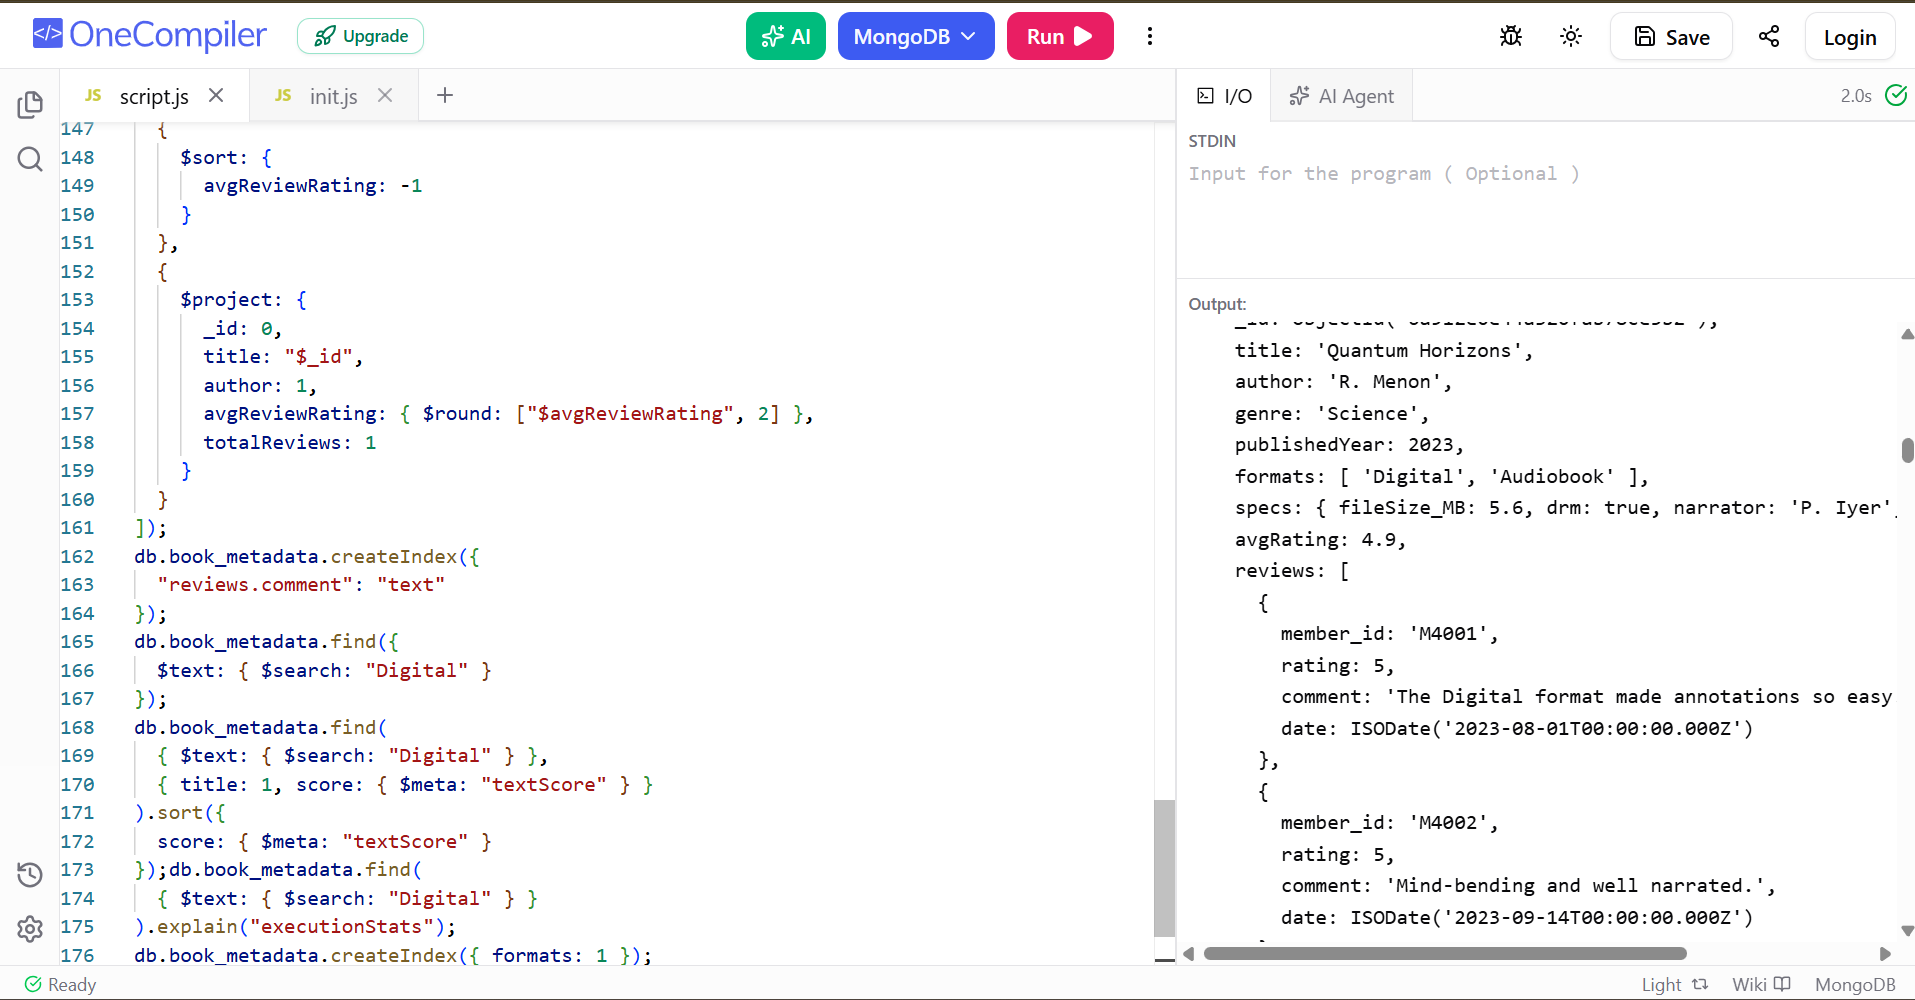 </> OneCompiler
Upgrade
AI
MongoDB
Run
Save
Login
JS script.js
JS init.js
147 {
148 $sort: {
149 avgReviewRating: -1
150 }
151 },
152 {
153 $project: {
154 _id: 0,
155 title: "$_id",
156 author: 1,
157 avgReviewRating: { $round: ["$avgReviewRating", 2] },
158 totalReviews: 1
159 }
160 }
161 ]);
162 db.book_metadata.createIndex({
163 "reviews.comment": "text"
164 });
165 db.book_metadata.find({
166 $text: { $search: "Digital" }
167 });
168 db.book_metadata.find(
169 { $text: { $search: "Digital" } },
170 { title: 1, score: { $meta: "textScore" } }
171 ).sort({
172 score: { $meta: "textScore" }
173 });db.book_metadata.find(
174 { $text: { $search: "Digital" } }
175 ).explain("executionStats");
176 db.book_metadata.createIndex({ formats: 1 });
I/O
AI Agent
2.0s
STDIN
Input for the program ( Optional )
Output:
title: 'Quantum Horizons',
author: 'R. Menon',
genre: 'Science',
publishedYear: 2023,
formats: [ 'Digital', 'Audiobook' ],
specs: { fileSize_MB: 5.6, drm: true, narrator: 'P. Iyer'
avgRating: 4.9,
reviews: [
{
member_id: 'M4001',
rating: 5,
comment: 'The Digital format made annotations so easy
date: ISODate('2023-08-01T00:00:00.000Z')
},
{
member_id: 'M4002',
rating: 5,
comment: 'Mind-bending and well narrated.',
date: ISODate('2023-09-14T00:00:00.000Z')
Ready
Light
Wiki
MongoDB